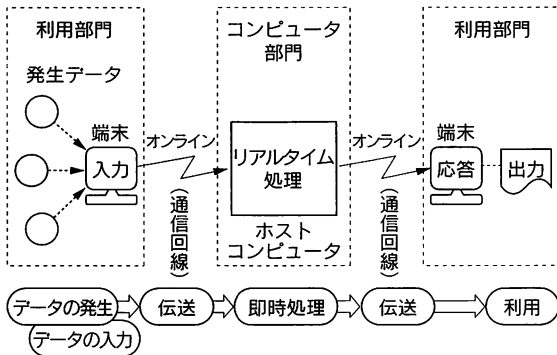 利用部門
コンピュータ
部門
利用部門
発生データ
端末
入力
オンライン
(通信回線)
リアルタイム
処理
ホスト
コンピュータ
オンライン
(通信回線)
端末
応答
出力
データの発生
データの入力
伝送
即時処理
伝送
利用